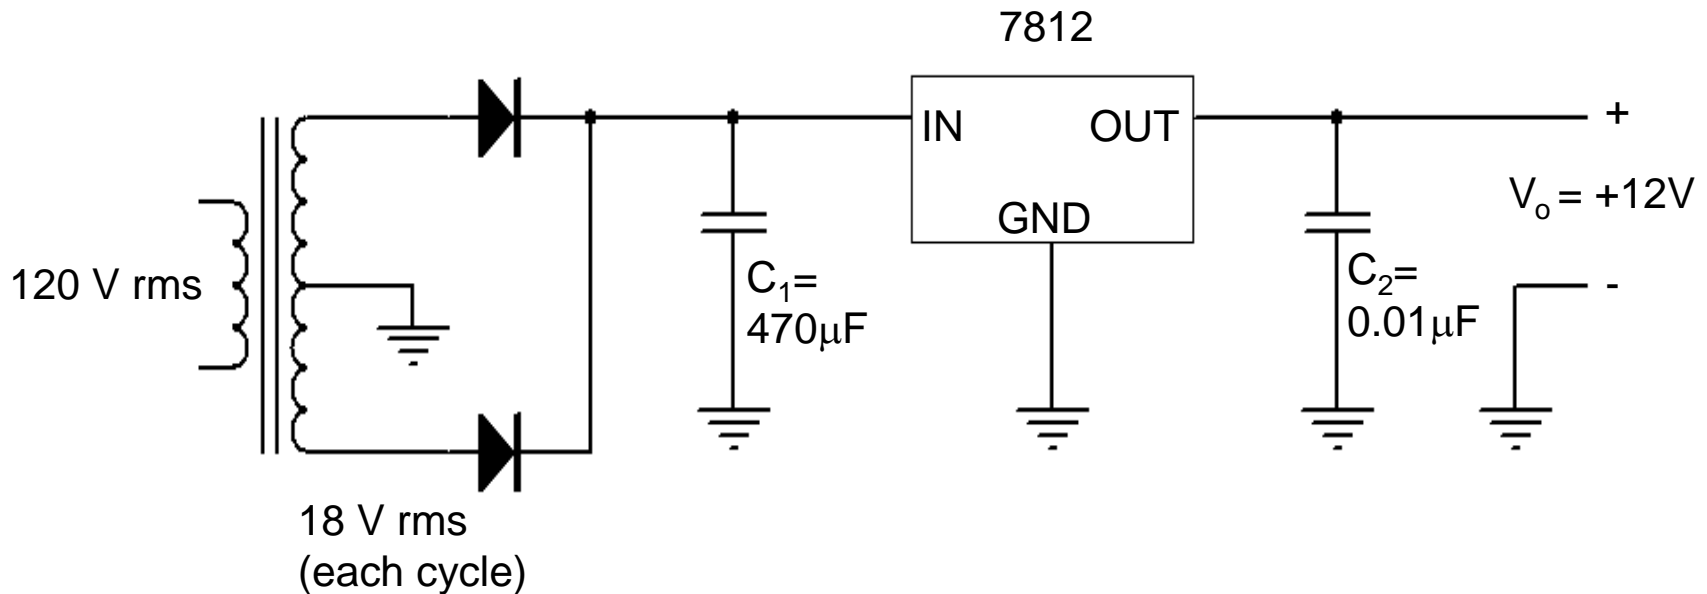 7812
IN
OUT
GND
+
Vₒ = +12V
-
120 V rms
C₁=
470μF
C₂=
0.01μF
18 V rms
(each cycle)